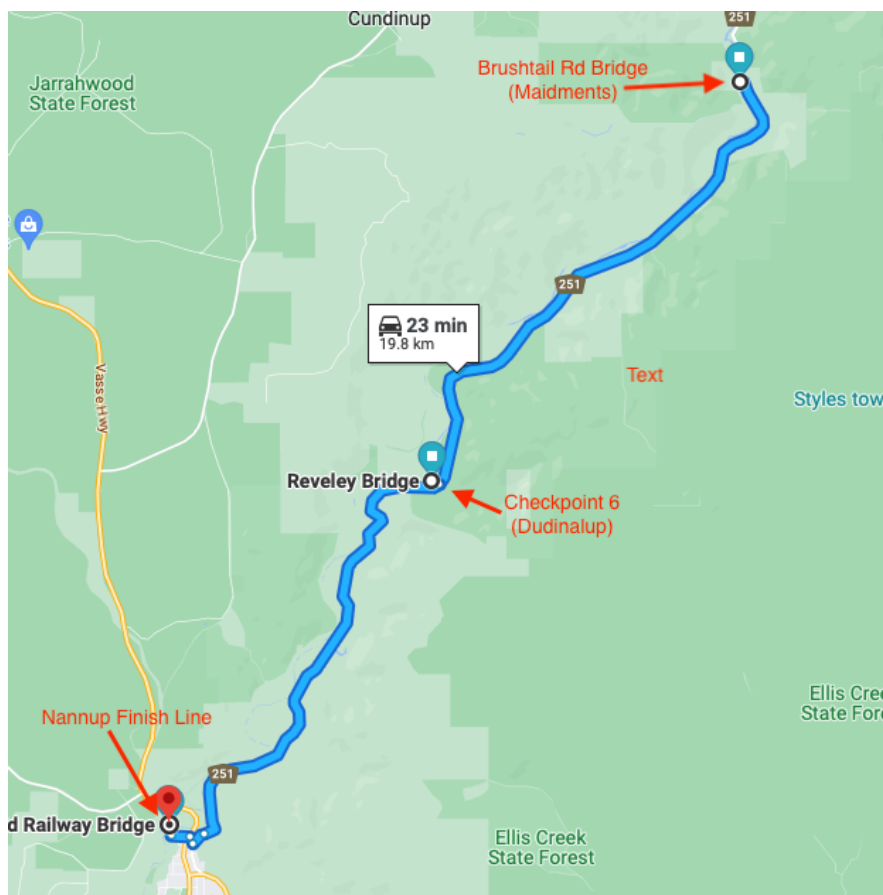 Cundinup
251
Brushtail Rd Bridge
(Maidments)
Jarrahwood
State Forest
251
23 min
19.8 km
Vasse Hwy
Text
Styles tow
Reveley Bridge
Checkpoint 6
(Dudinalup)
Ellis Cree
State Fore
Nannup Finish Line
251
d Railway Bridge
Ellis Creek
State Forest